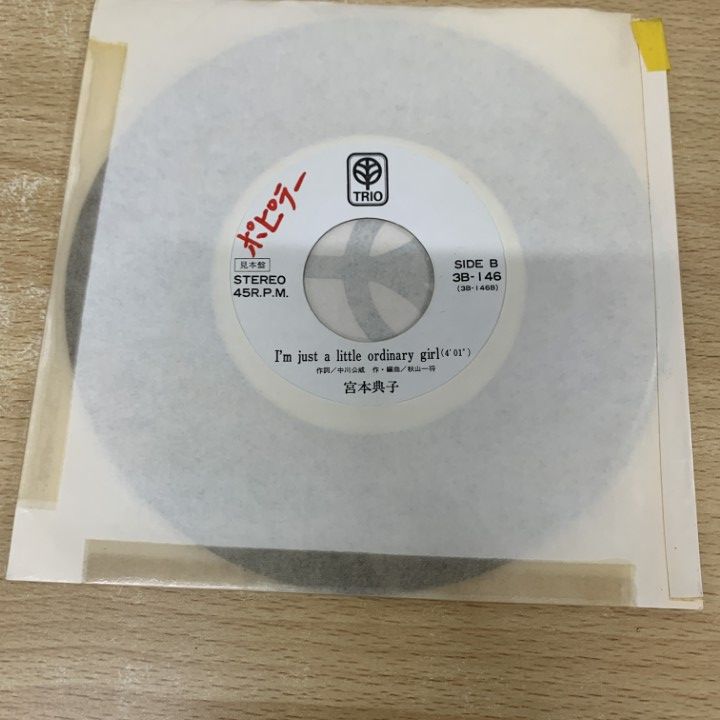 TRIO
ポピラー
見本盤
STEREO
45R.P.M.
SIDE B
3B-146
(3B-146B)
I'm just a little ordinary girl(4'01")
作詞/中川公威 作・編曲/秋山一将
宮本典子